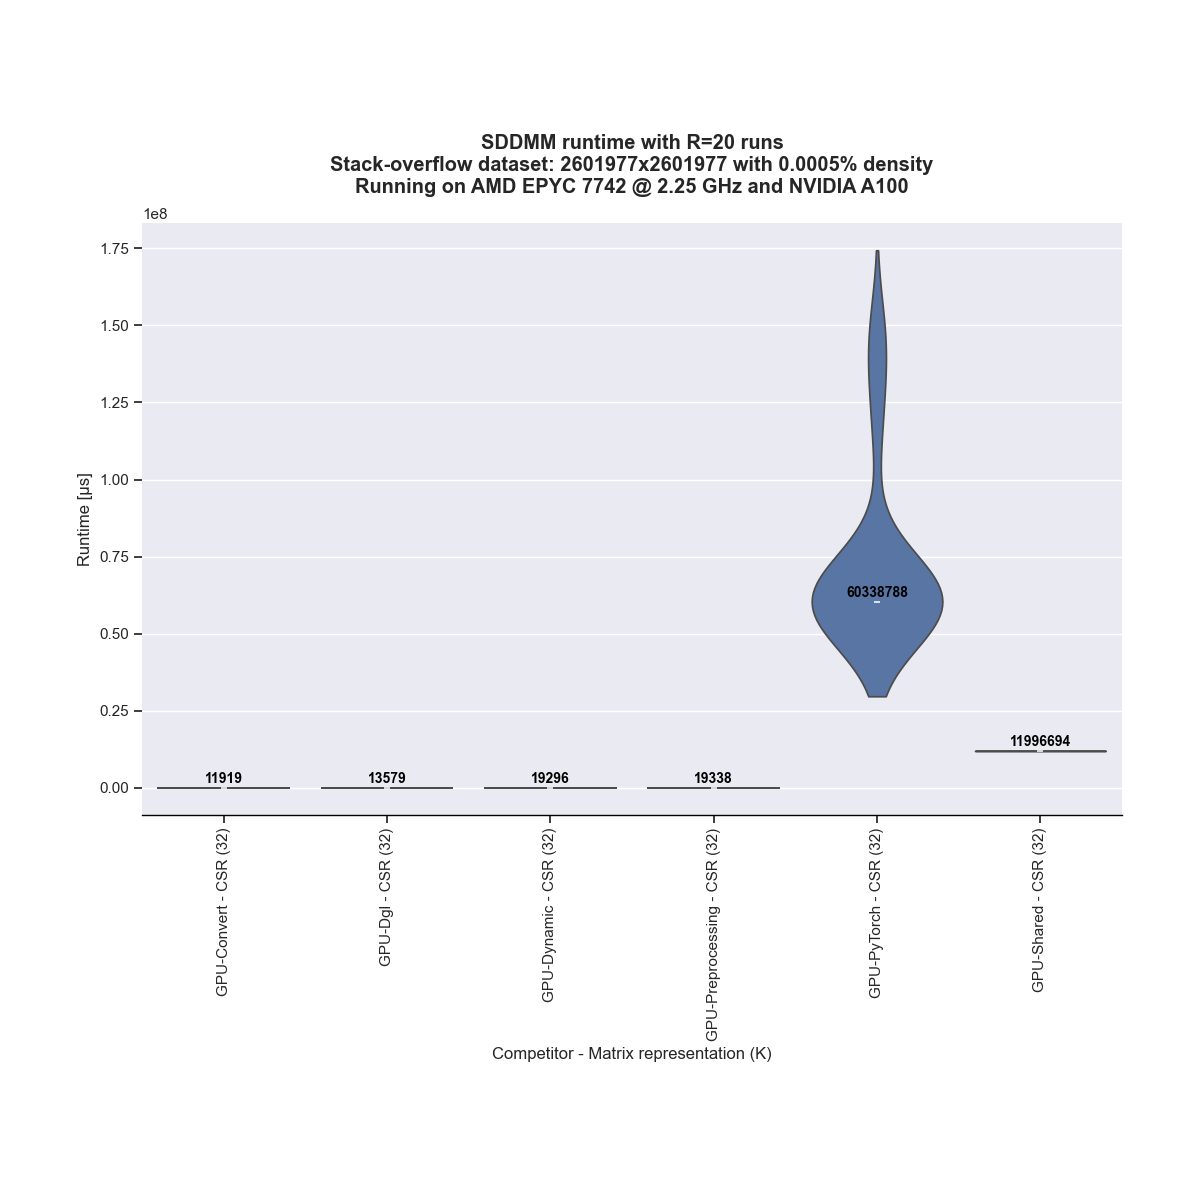 SDDMM runtime with R=20 runs
Stack-overflow dataset: 2601977x2601977 with 0.0005% density
Running on AMD EPYC 7742 @ 2.25 GHz and NVIDIA A100
1e8
1.75
1.50
1.25
1.00
0.75
0.50
0.25
0.00
Runtime [µs]
11919
13579
19296
19338
60338788
11996694
GPU-Convert - CSR (32)
GPU-Dgl - CSR (32)
GPU-Dynamic - CSR (32)
GPU-Preprocessing - CSR (32)
GPU-PyTorch - CSR (32)
GPU-Shared - CSR (32)
Competitor - Matrix representation (K)